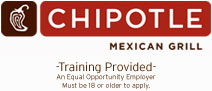 CHIPOTLE
MEXICAN GRILL
-Training Provided-
An Equal Opportunity Employer
Must be 18 or older to apply.